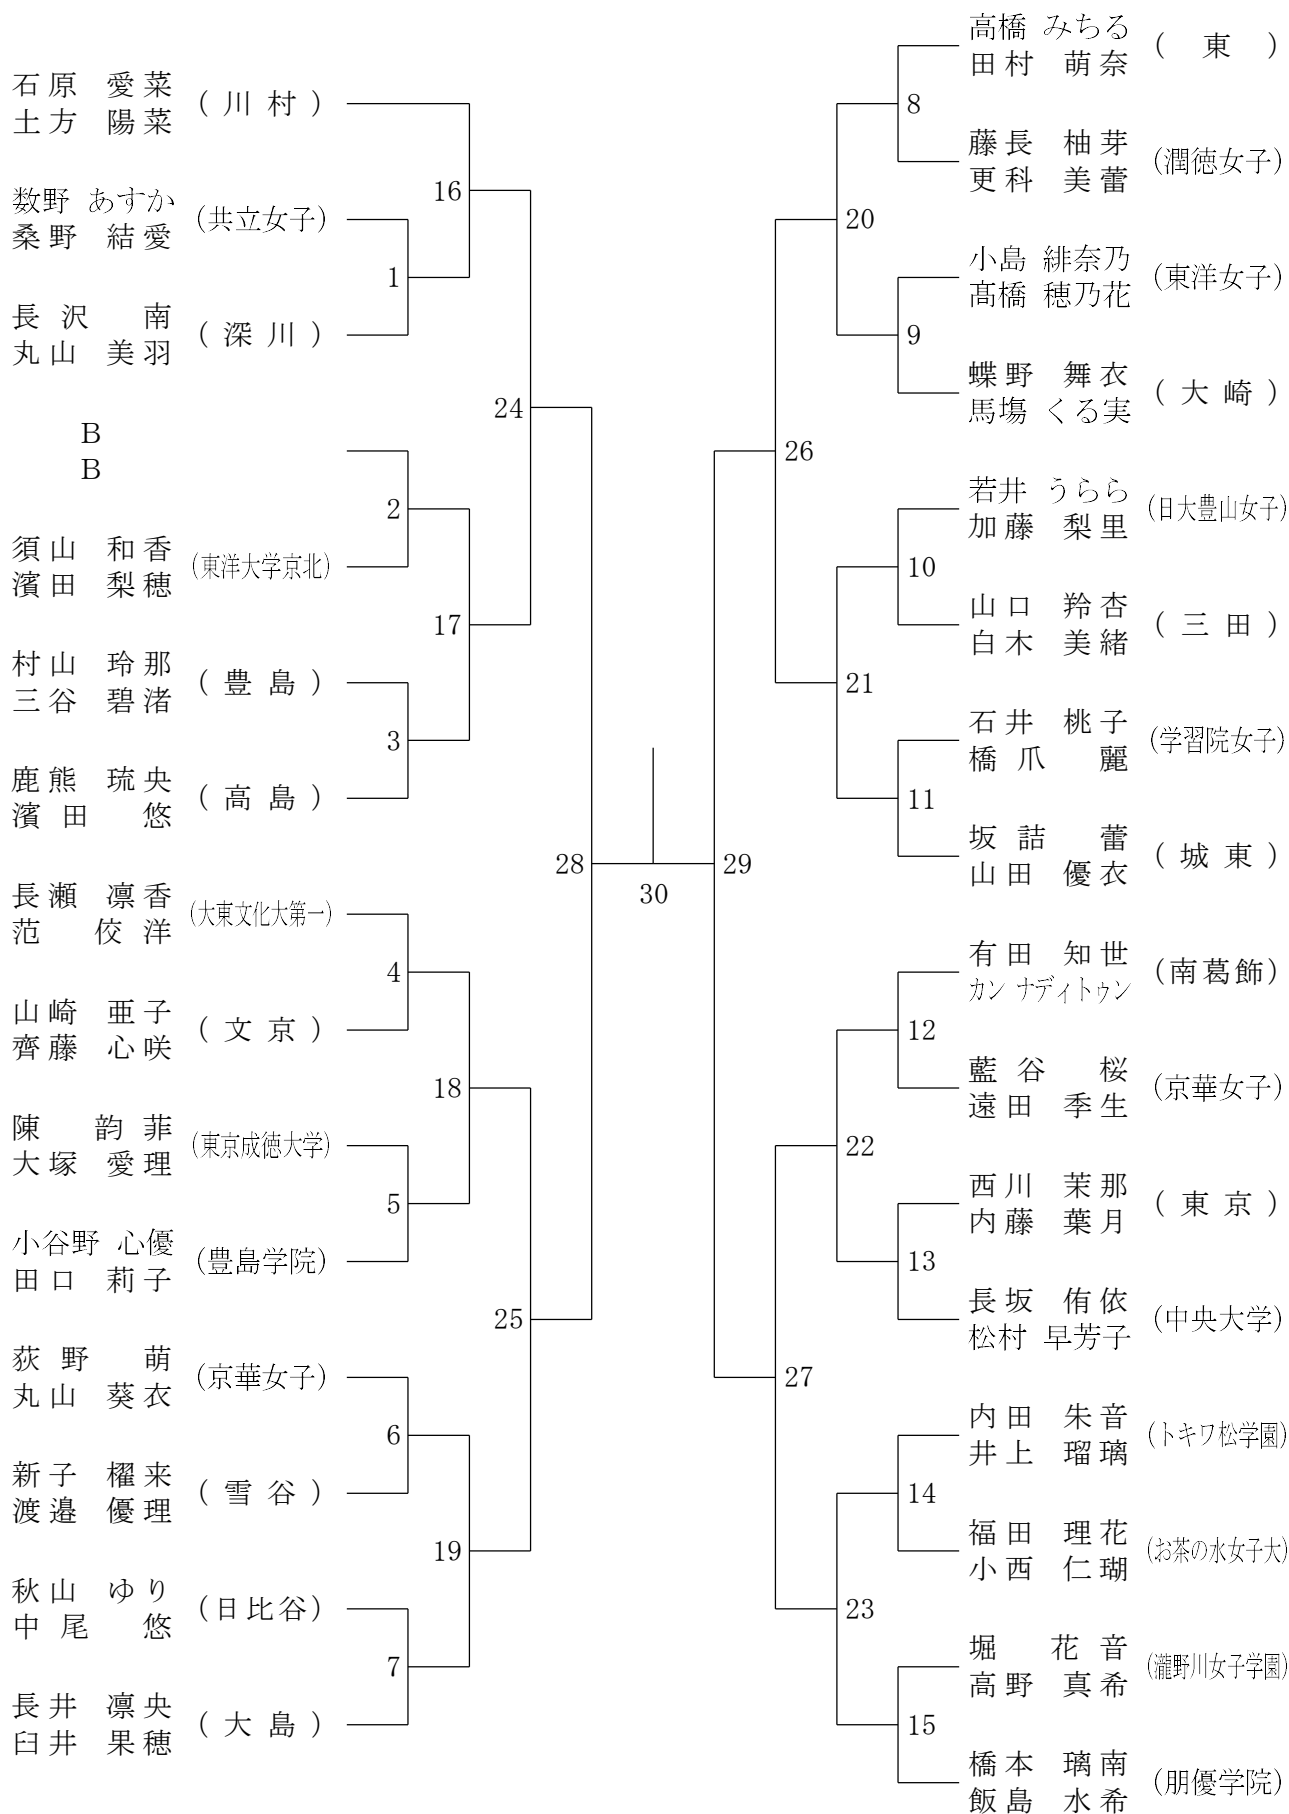 石原 愛菜
土方 陽菜
(川村)
数野 あすか
桑野 結愛
(共立女子)
長沢 南
丸山 美羽
(深川)
B
B
須山 和香
濱田 梨穂
(東洋大学京北)
村山 玲那
三谷 碧渚
(豊島)
鹿熊 琉央
濱田 悠
(高島)
長瀬 凛香
范 佼洋
(大東文化大第一)
山崎 亜子
齊藤 心咲
(文京)
陳 韵菲
大塚 愛理
(東京成徳大学)
小谷野 心優
田口 莉子
(豊島学院)
荻野 萌
丸山 葵衣
(京華女子)
新子 櫂来
渡邉 優理
(雪谷)
秋山 ゆり
中尾 悠
(日比谷)
長井 凛央
臼井 果穂
(大島)
1
2
3
4
5
6
7
16
17
18
19
24
25
28
30
29
26
27
20
21
22
23
8
9
10
11
12
13
14
15
高橋 みちる
田村 萌奈
(東)
藤長 柚芽
更科 美蕾
(潤徳女子)
小島 緋奈乃
髙橋 穂乃花
(東洋女子)
蝶野 舞衣
馬塲 くる実
(大崎)
若井 うらら
加藤 梨里
(日大豊山女子)
山口 羚杏
白木 美緒
(三田)
石井 桃子
橋爪 麗
(学習院女子)
坂詰 蕾
山田 優衣
(城東)
有田 知世
カン ナディトゥン
(南葛飾)
藍谷 桜
遠田 季生
(京華女子)
西川 茉那
内藤 葉月
(東京)
長坂 侑依
松村 早芳子
(中央大学)
内田 朱音
井上 瑠璃
(トキワ松学園)
福田 理花
小西 仁瑚
(お茶の水女子大)
堀 花音
高野 真希
(瀧野川女子学園)
橋本 璃南
飯島 水希
(朋優学院)